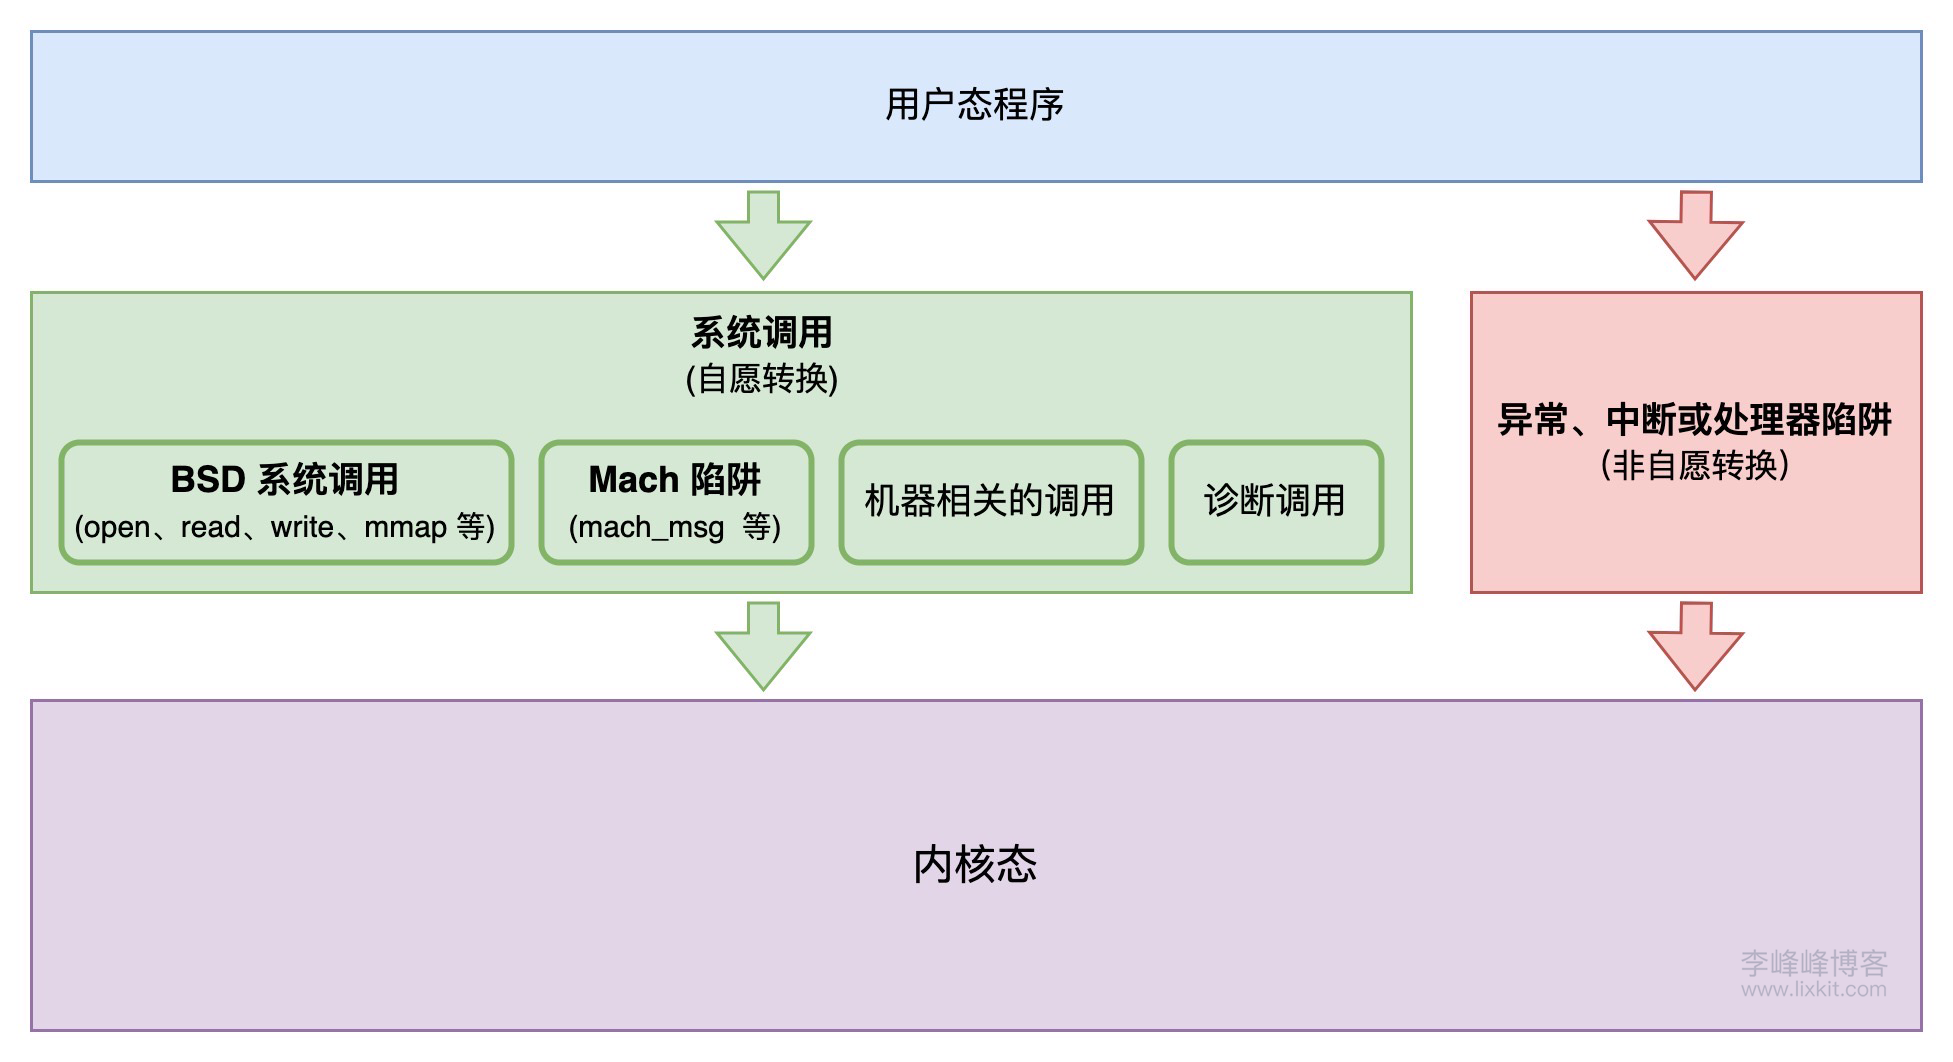 用户态程序
系统调用
(自愿转换)
BSD 系统调用
(open、read、write、mmap 等)
Mach 陷阱
(mach_msg 等)
机器相关的调用
诊断调用
异常、中断或处理器陷阱
(非自愿转换)
内核态
李峰峰博客
www.lixkit.com